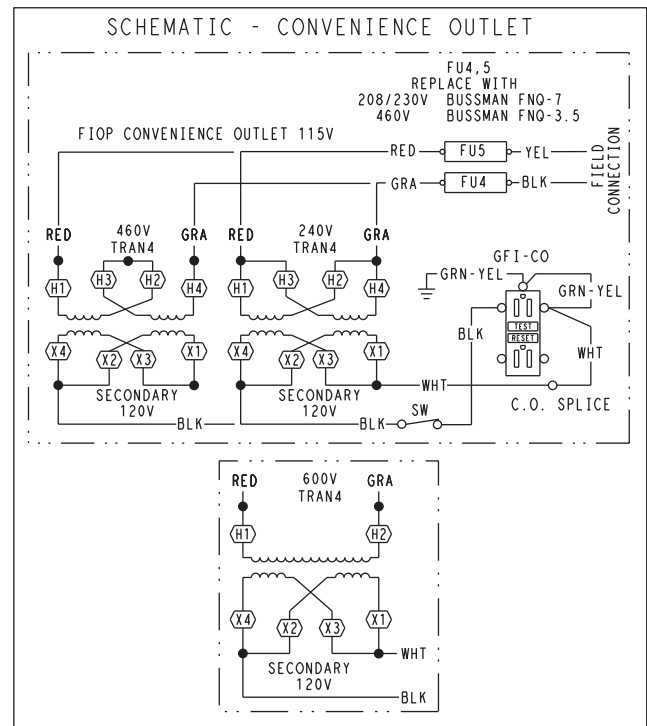 SCHEMATIC - CONVENIENCE OUTLET
FU4,5
REPLACE WITH
208/230V BUSSMAN FNQ-7
460V BUSSMAN FNQ-3.5
FIOP CONVENIENCE OUTLET 115V
RED FU5 YEL
GRA FU4 BLK
FIELD
CONNECTION
RED 460V GRA RED 240V GRA
TRAN4 TRAN4
H1 H3 H2 H4 H1 H3 H2 H4
GFI-CO
GRN-YEL GRN-YEL
BLK TEST
RESET
WHT
X4 X2 X3 X1 X4 X2 X3 X1
WHT
SECONDARY SECONDARY
120V 120V
C.O. SPLICE
BLK BLK SW
RED 600V GRA
TRAN4
H1 H2
X4 X2 X3 X1
WHT
SECONDARY
120V
BLK